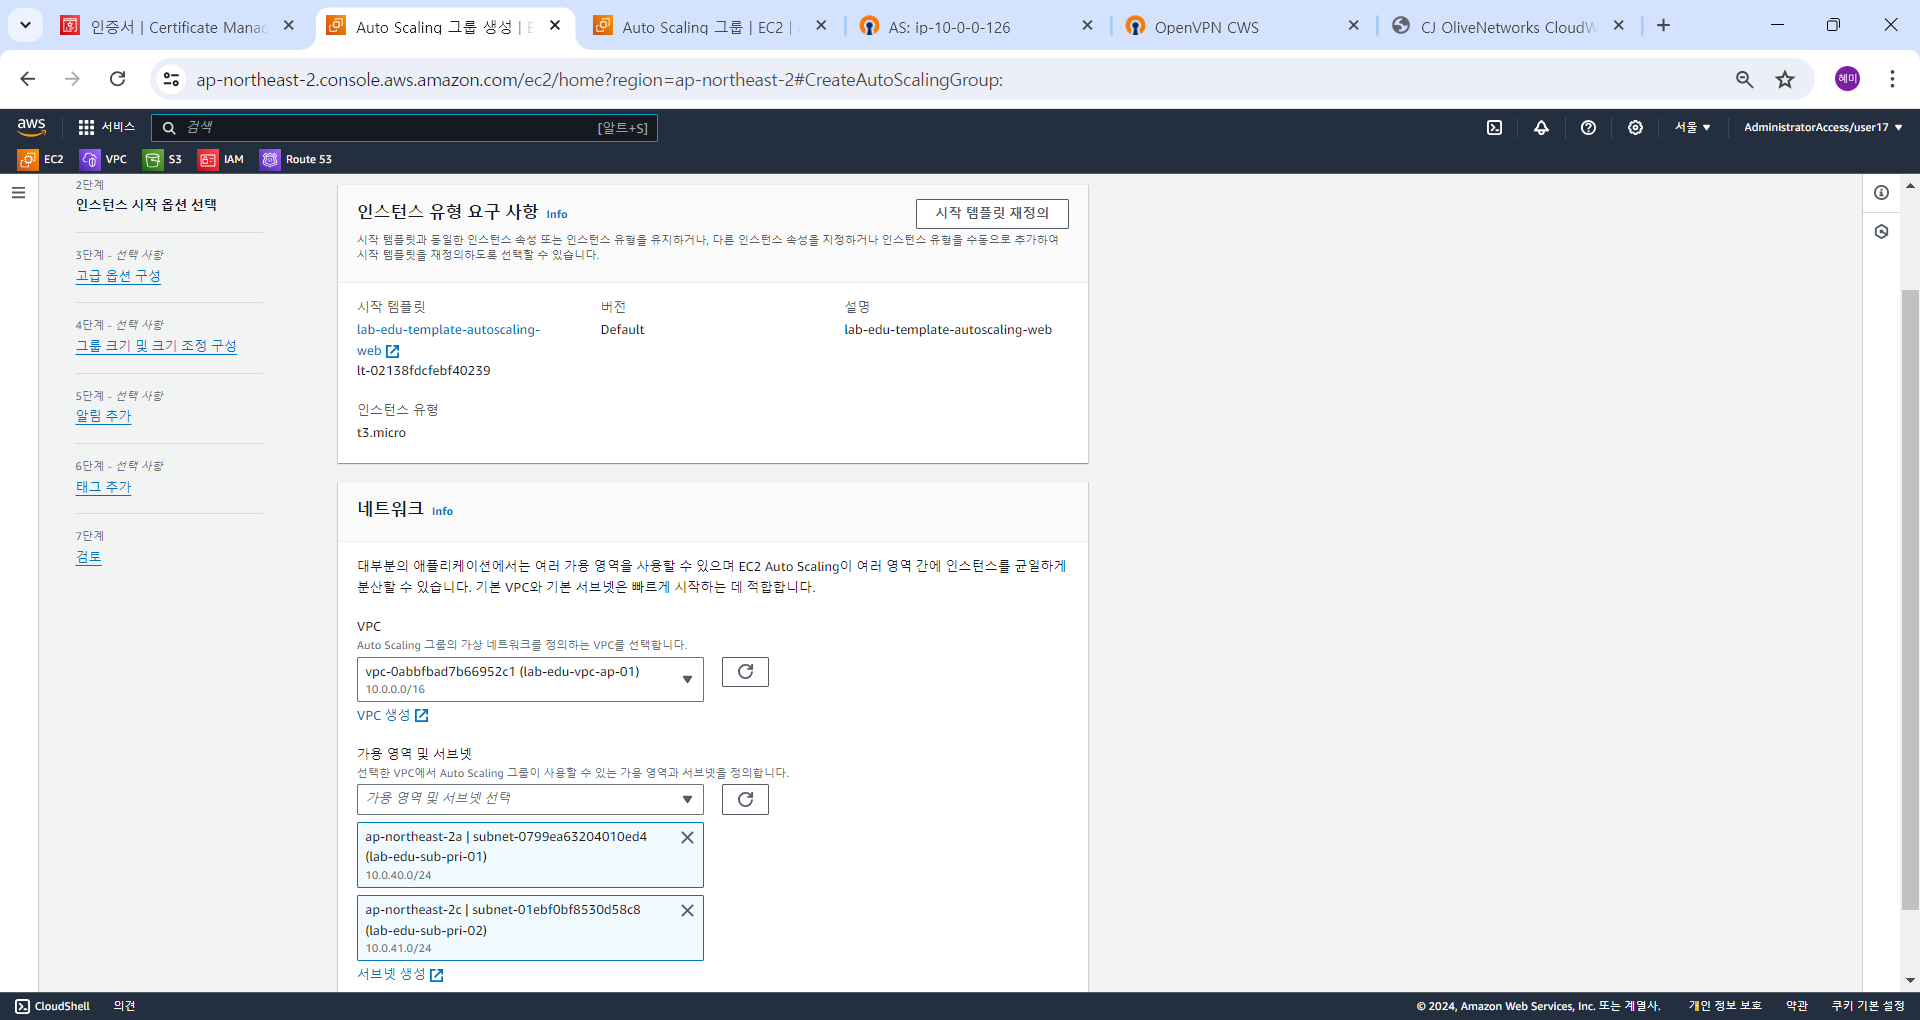 인증서 | Certificate Manac
Auto Scaling 그룹 생성 | E
Auto Scaling 그룹 | EC2 |
AS: ip-10-0-0-126
OpenVPN CWS
CJ OliveNetworks CloudW
ap-northeast-2.console.aws.amazon.com/ec2/home?region=ap-northeast-2#CreateAutoScalingGroup:
혜미
aws
서비스
검색
[알트+S]
서울
AdministratorAccess/user17
EC2
VPC
S3
IAM
Route 53
2단계
인스턴스 시작 옵션 선택
3단계 - 선택 사항
고급 옵션 구성
4단계 - 선택 사항
그룹 크기 및 크기 조정 구성
5단계 - 선택 사항
알림 추가
6단계 - 선택 사항
태그 추가
7단계
검토
인스턴스 유형 요구 사항 Info
시작 템플릿 재정의
시작 템플릿과 동일한 인스턴스 속성 또는 인스턴스 유형을 유지하거나, 다른 인스턴스 속성을 지정하거나 인스턴스 유형을 수동으로 추가하여
시작 템플릿을 재정의하도록 선택할 수 있습니다.
시작 템플릿
lab-edu-template-autoscaling-
web
lt-02138fdcfebf40239
버전
Default
설명
lab-edu-template-autoscaling-web
인스턴스 유형
t3.micro
네트워크 Info
대부분의 애플리케이션에서는 여러 가용 영역을 사용할 수 있으며 EC2 Auto Scaling이 여러 영역 간에 인스턴스를 균일하게
분산할 수 있습니다. 기본 VPC와 기본 서브넷은 빠르게 시작하는 데 적합합니다.
VPC
Auto Scaling 그룹의 가상 네트워크를 정의하는 VPC를 선택합니다.
vpc-0abbfbad7b66952c1 (lab-edu-vpc-ap-01)
10.0.0.0/16
VPC 생성
가용 영역 및 서브넷
선택한 VPC에서 Auto Scaling 그룹이 사용할 수 있는 가용 영역과 서브넷을 정의합니다.
가용 영역 및 서브넷 선택
ap-northeast-2a | subnet-0799ea63204010ed4
(lab-edu-sub-pri-01)
10.0.40.0/24
ap-northeast-2c | subnet-01ebf0bf8530d58c8
(lab-edu-sub-pri-02)
10.0.41.0/24
서브넷 생성
CloudShell
의견
© 2024, Amazon Web Services, Inc. 또는 계열사.
개인 정보 보호
약관
쿠키 기본 설정